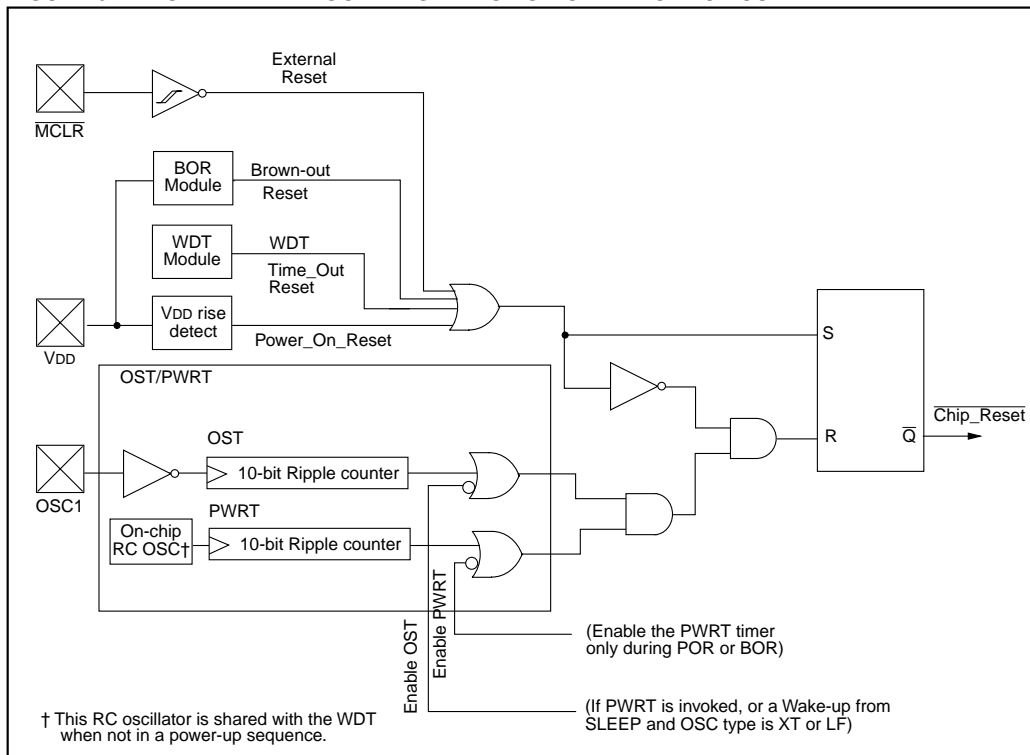 External
Reset
MCLR
BOR
Module
Brown-out
Reset
WDT
Module
WDT
Time_Out
Reset
VDD rise
detect
Power_On_Reset
VDD
S
OST/PWRT
Chip_Reset
R
Q
OST
10-bit Ripple counter
OSC1
PWRT
On-chip
RC OSC†
10-bit Ripple counter
Enable OST
Enable PWRT
(Enable the PWRT timer
only during POR or BOR)
(If PWRT is invoked, or a Wake-up from
SLEEP and OSC type is XT or LF)
† This RC oscillator is shared with the WDT
when not in a power-up sequence.